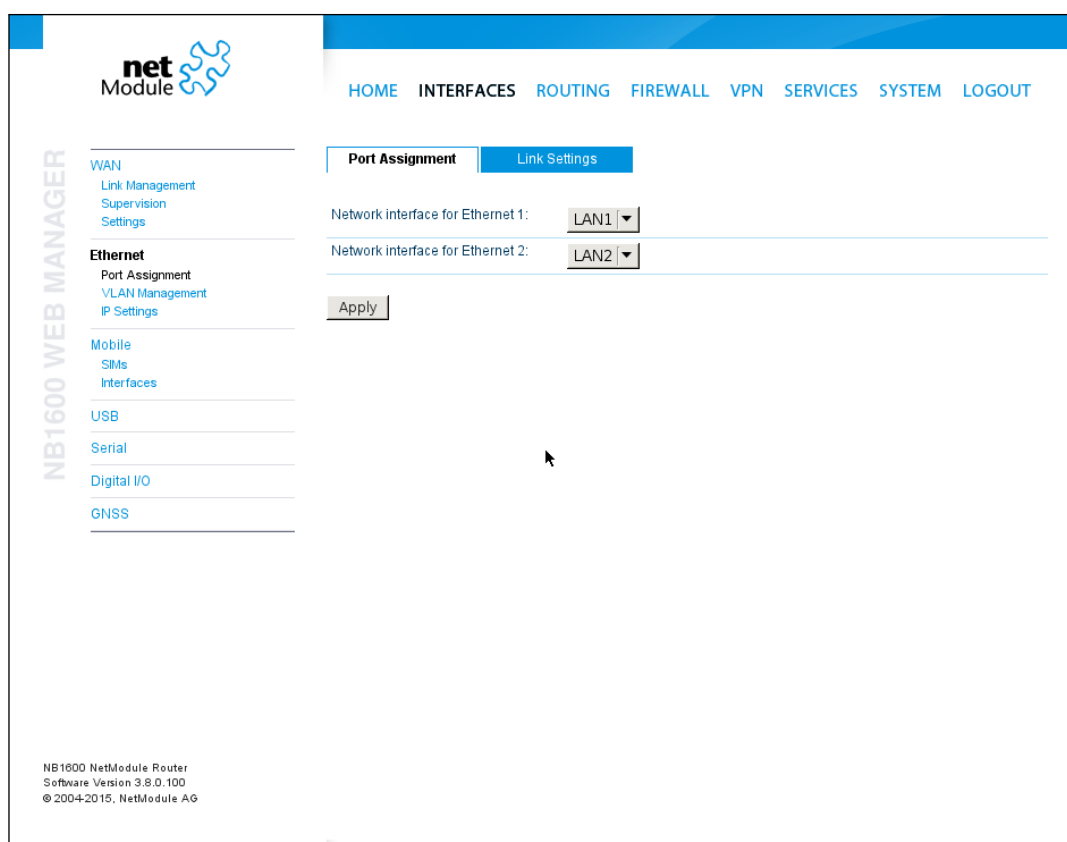 net
Module
HOME INTERFACES ROUTING FIREWALL VPN SERVICES SYSTEM LOGOUT
NB1600 WEB MANAGER
WAN
Link Management
Supervision
Settings
Ethernet
Port Assignment
VLAN Management
IP Settings
Mobile
SIMs
Interfaces
USB
Serial
Digital I/O
GNSS
Port Assignment Link Settings
Network interface for Ethernet 1: LAN1
Network interface for Ethernet 2: LAN2
Apply
NB1600 NetModule Router
Software Version 3.8.0.100
© 2004-2015, NetModule AG